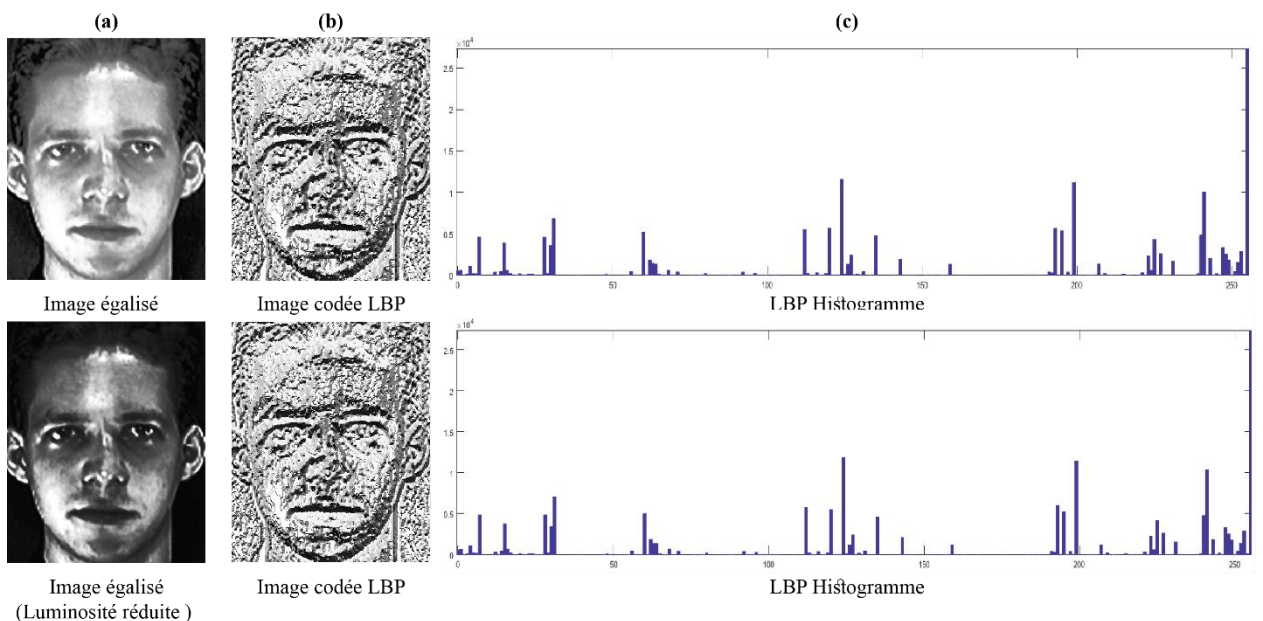 (a)
(b)
(c)
×10⁴
2.5
2
1.5
1
0.5
0
0
50
100
150
200
250
Image égalisé
Image codée LBP
LBP Histogramme
×10⁴
2.5
2
1.5
1
0.5
0
0
50
100
150
200
250
Image égalisé
(Luminosité réduite )
Image codée LBP
LBP Histogramme